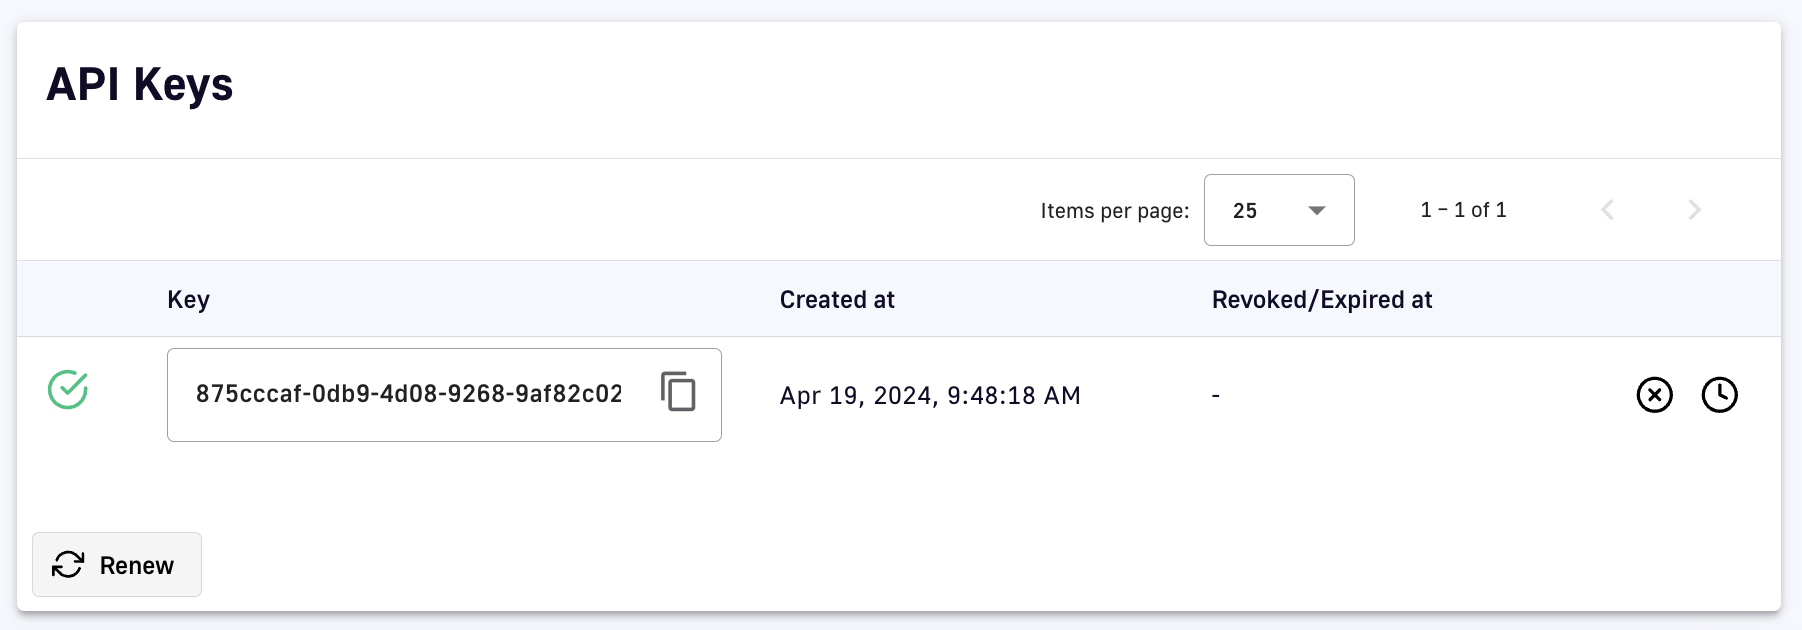 API Keys
Items per page: 25 1 – 1 of 1
Key Created at Revoked/Expired at
875cccaf-0db9-4d08-9268-9af82c02 Apr 19, 2024, 9:48:18 AM -
Renew